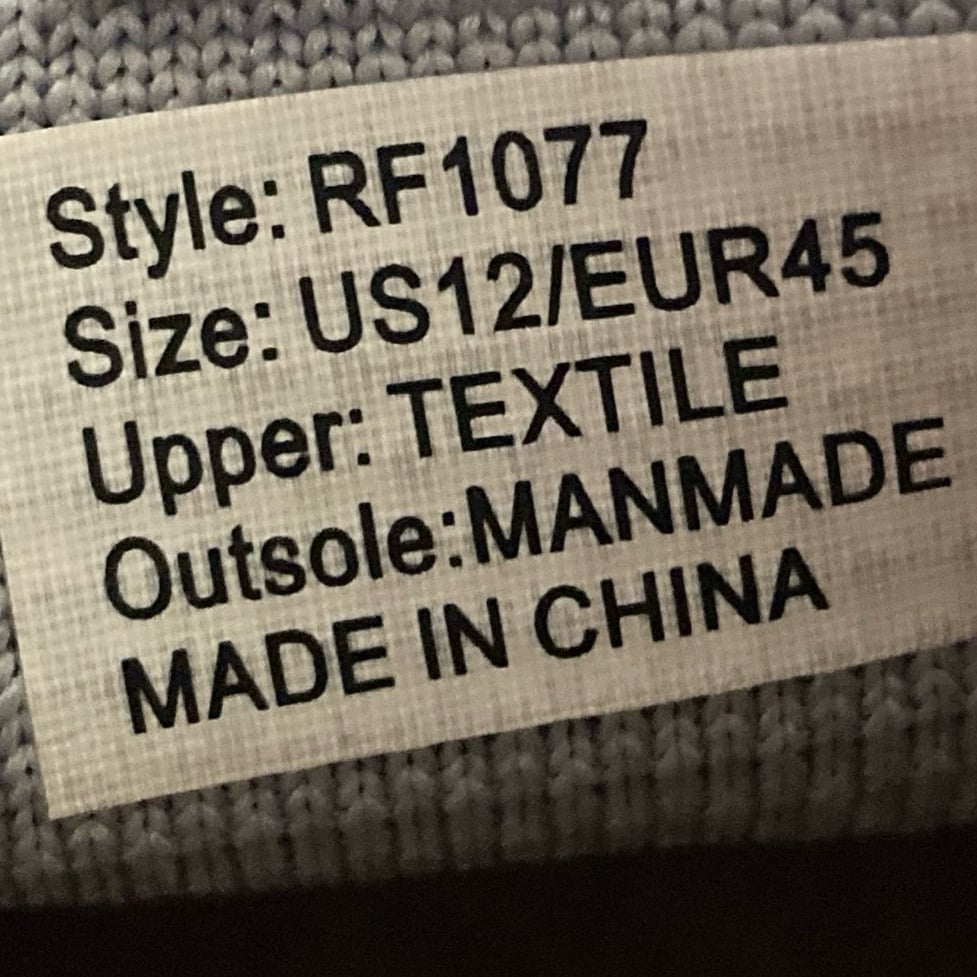 Style: RF1077
Size: US12/EUR45
Upper: TEXTILE
Outsole:MANMADE
MADE IN CHINA